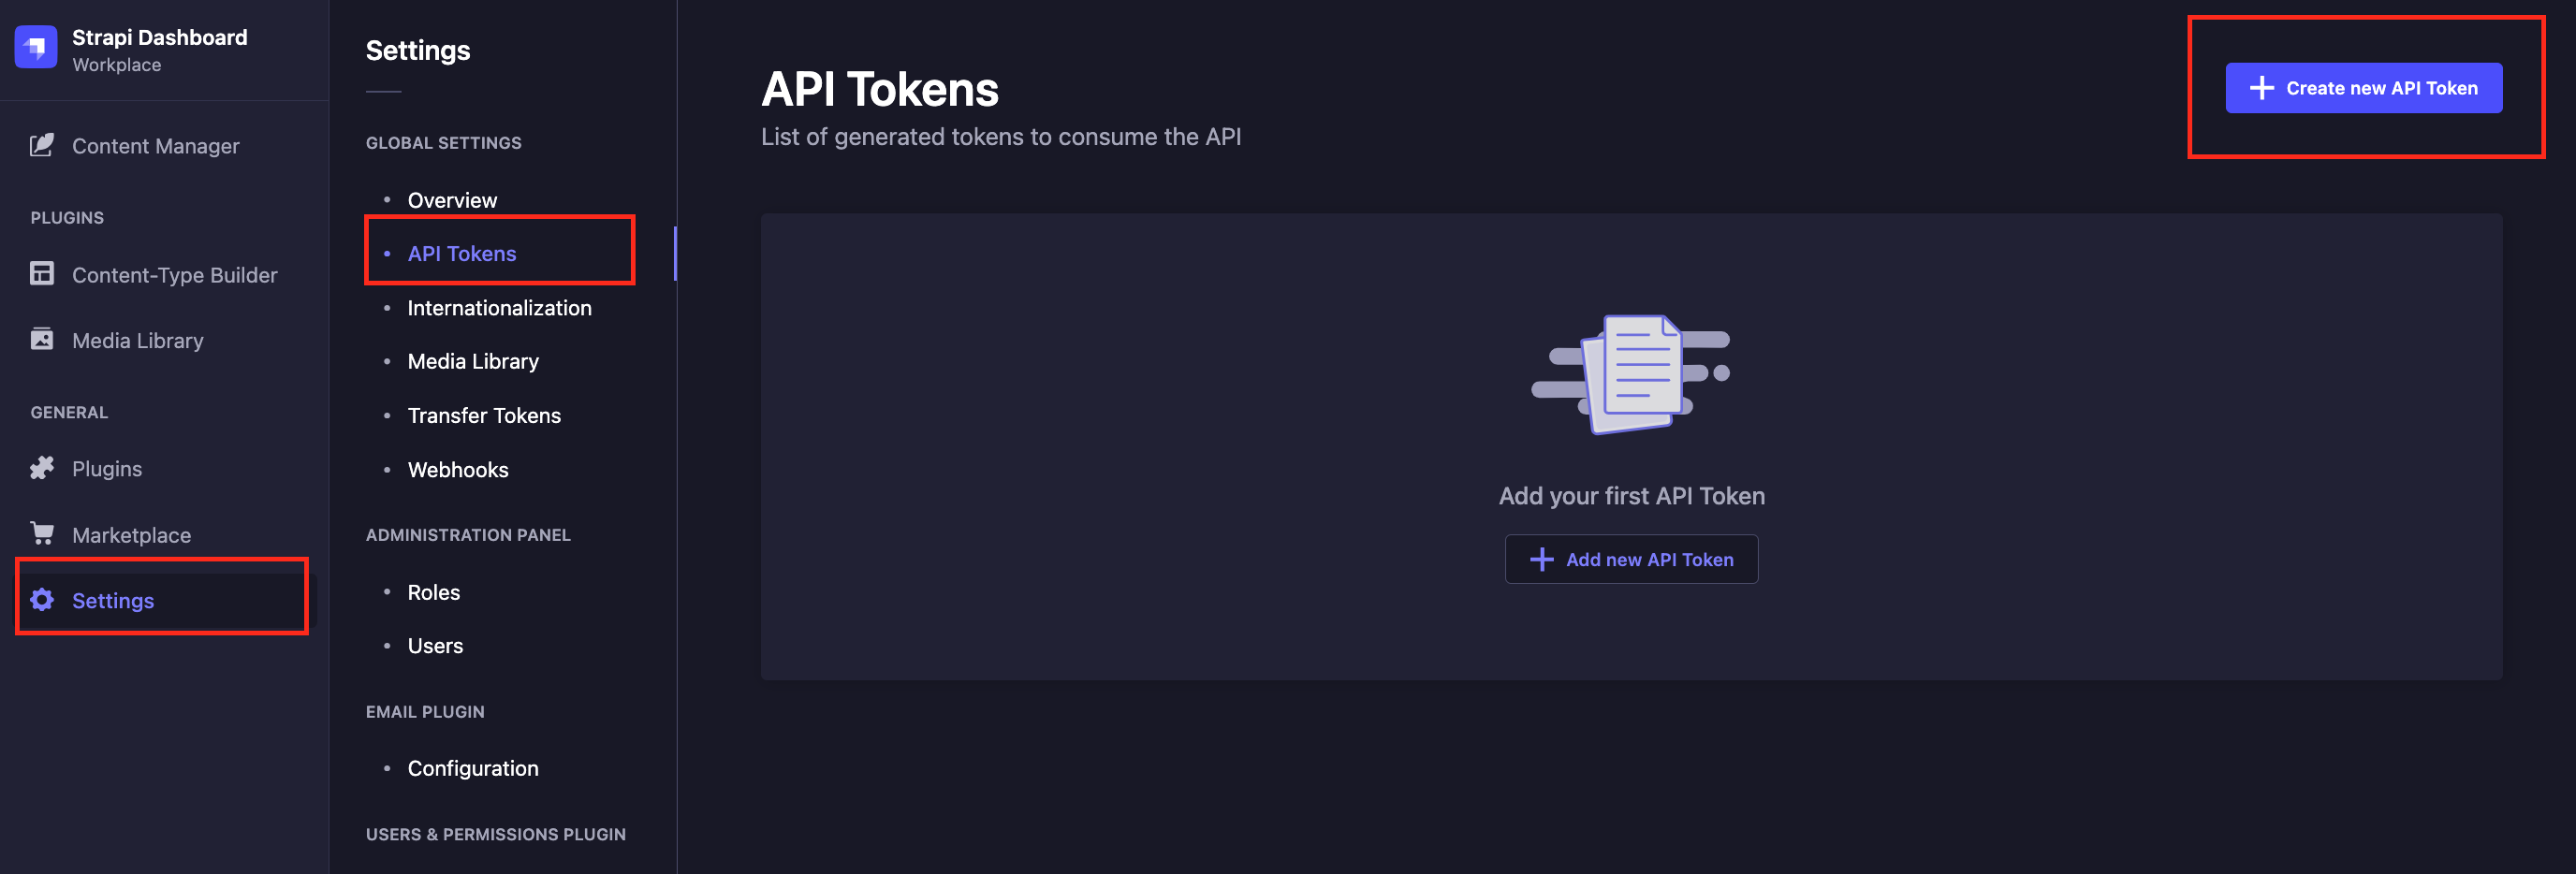 Strapi Dashboard
Workplace
Content Manager
PLUGINS
Content-Type Builder
Media Library
GENERAL
Plugins
Marketplace
Settings
Settings
GLOBAL SETTINGS
Overview
API Tokens
Internationalization
Media Library
Transfer Tokens
Webhooks
ADMINISTRATION PANEL
Roles
Users
EMAIL PLUGIN
Configuration
USERS & PERMISSIONS PLUGIN
API Tokens
List of generated tokens to consume the API
Create new API Token
Add your first API Token
Add new API Token